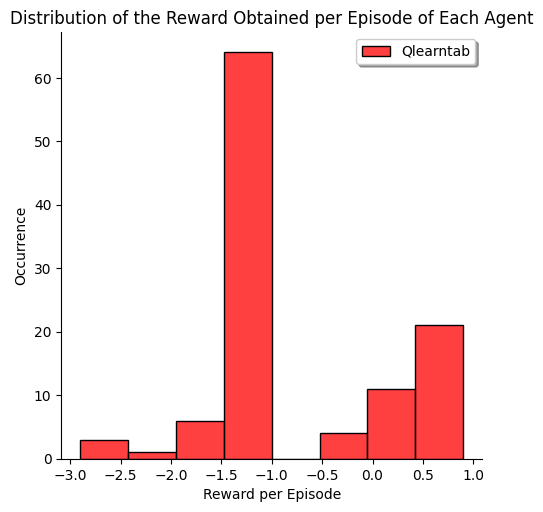 Distribution of the Reward Obtained per Episode of Each Agent
Qlearntab
60
50
40
30
20
10
0
Occurrence
−3.0 −2.5 −2.0 −1.5 −1.0 −0.5 0.0 0.5 1.0
Reward per Episode